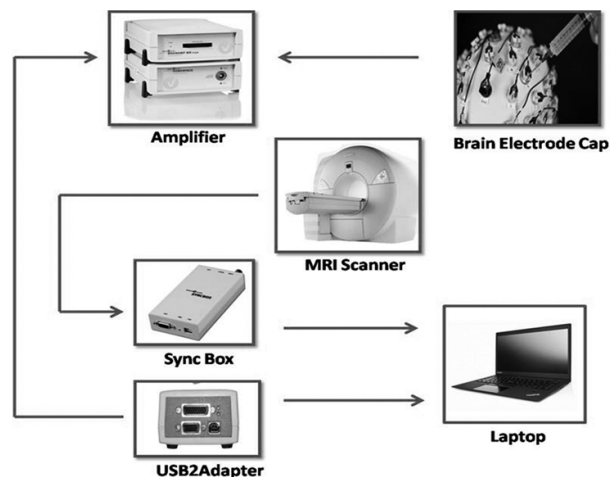 Amplifier
Brain Electrode Cap
MRI Scanner
Sync Box
Laptop
USB2Adapter